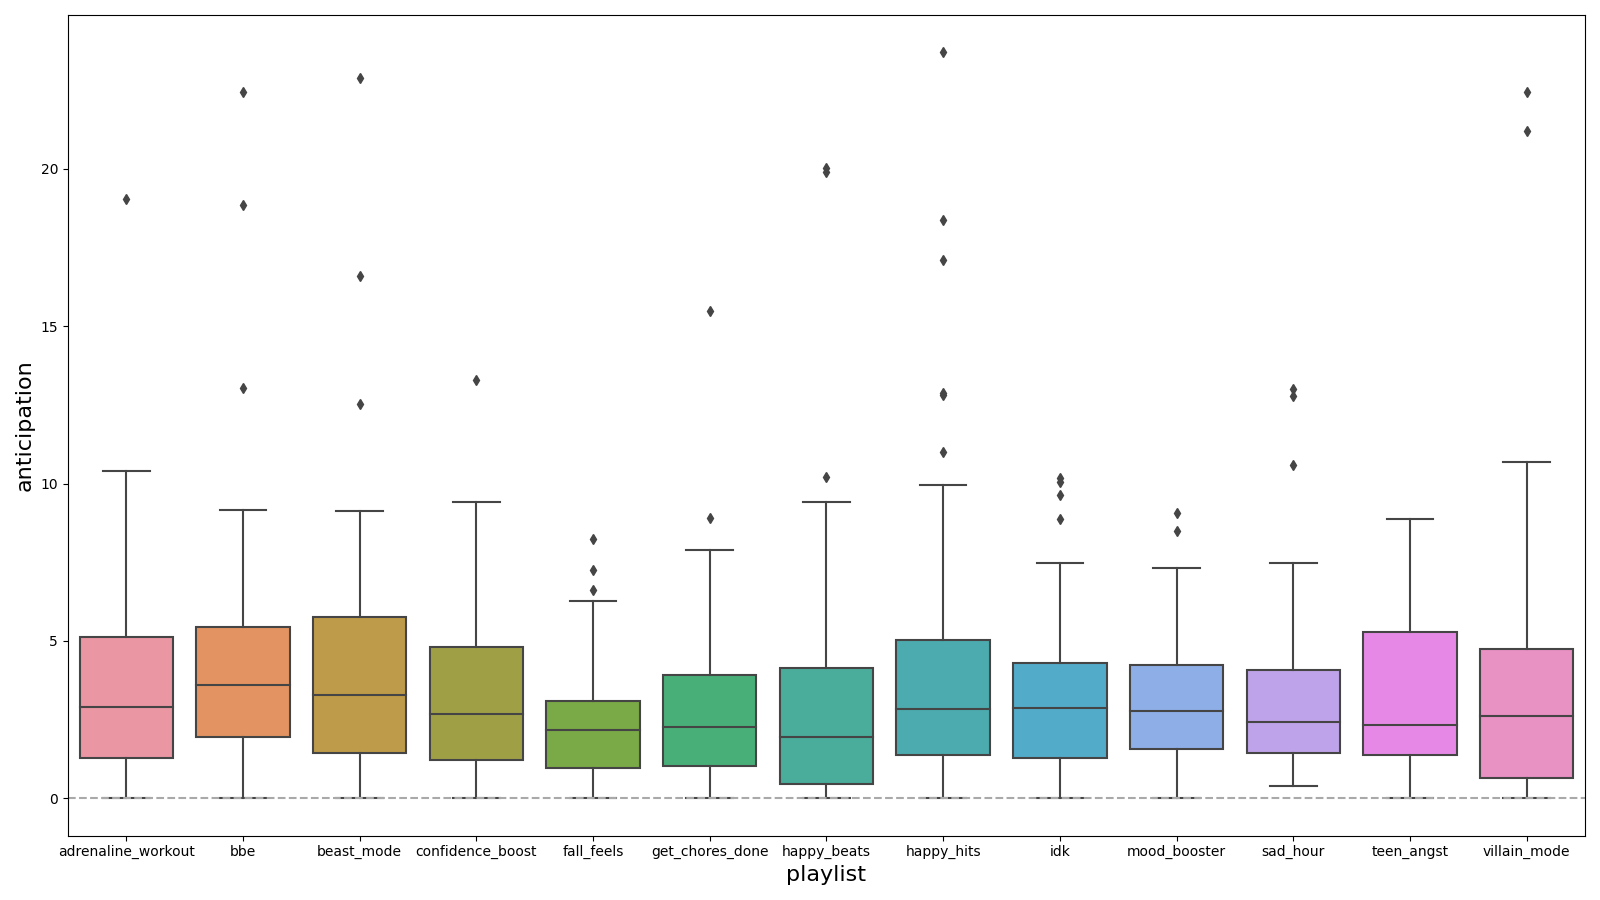 anticipation
20
15
10
5
0
adrenaline_workout bbe beast_mode confidence_boost fall_feels get_chores_done happy_beats happy_hits idk mood_booster sad_hour teen_angst villain_mode
playlist